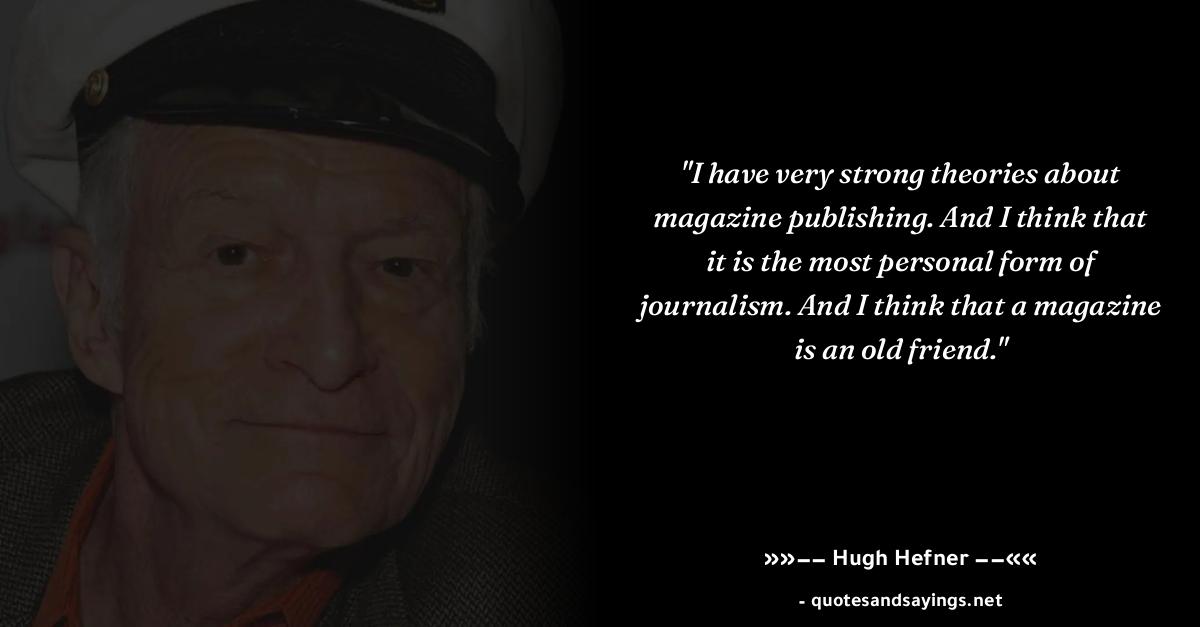 "I have very strong theories about
magazine publishing. And I think that
it is the most personal form of
journalism. And I think that a magazine
is an old friend."
»»−− Hugh Hefner −−««
- quotesandsayings.net